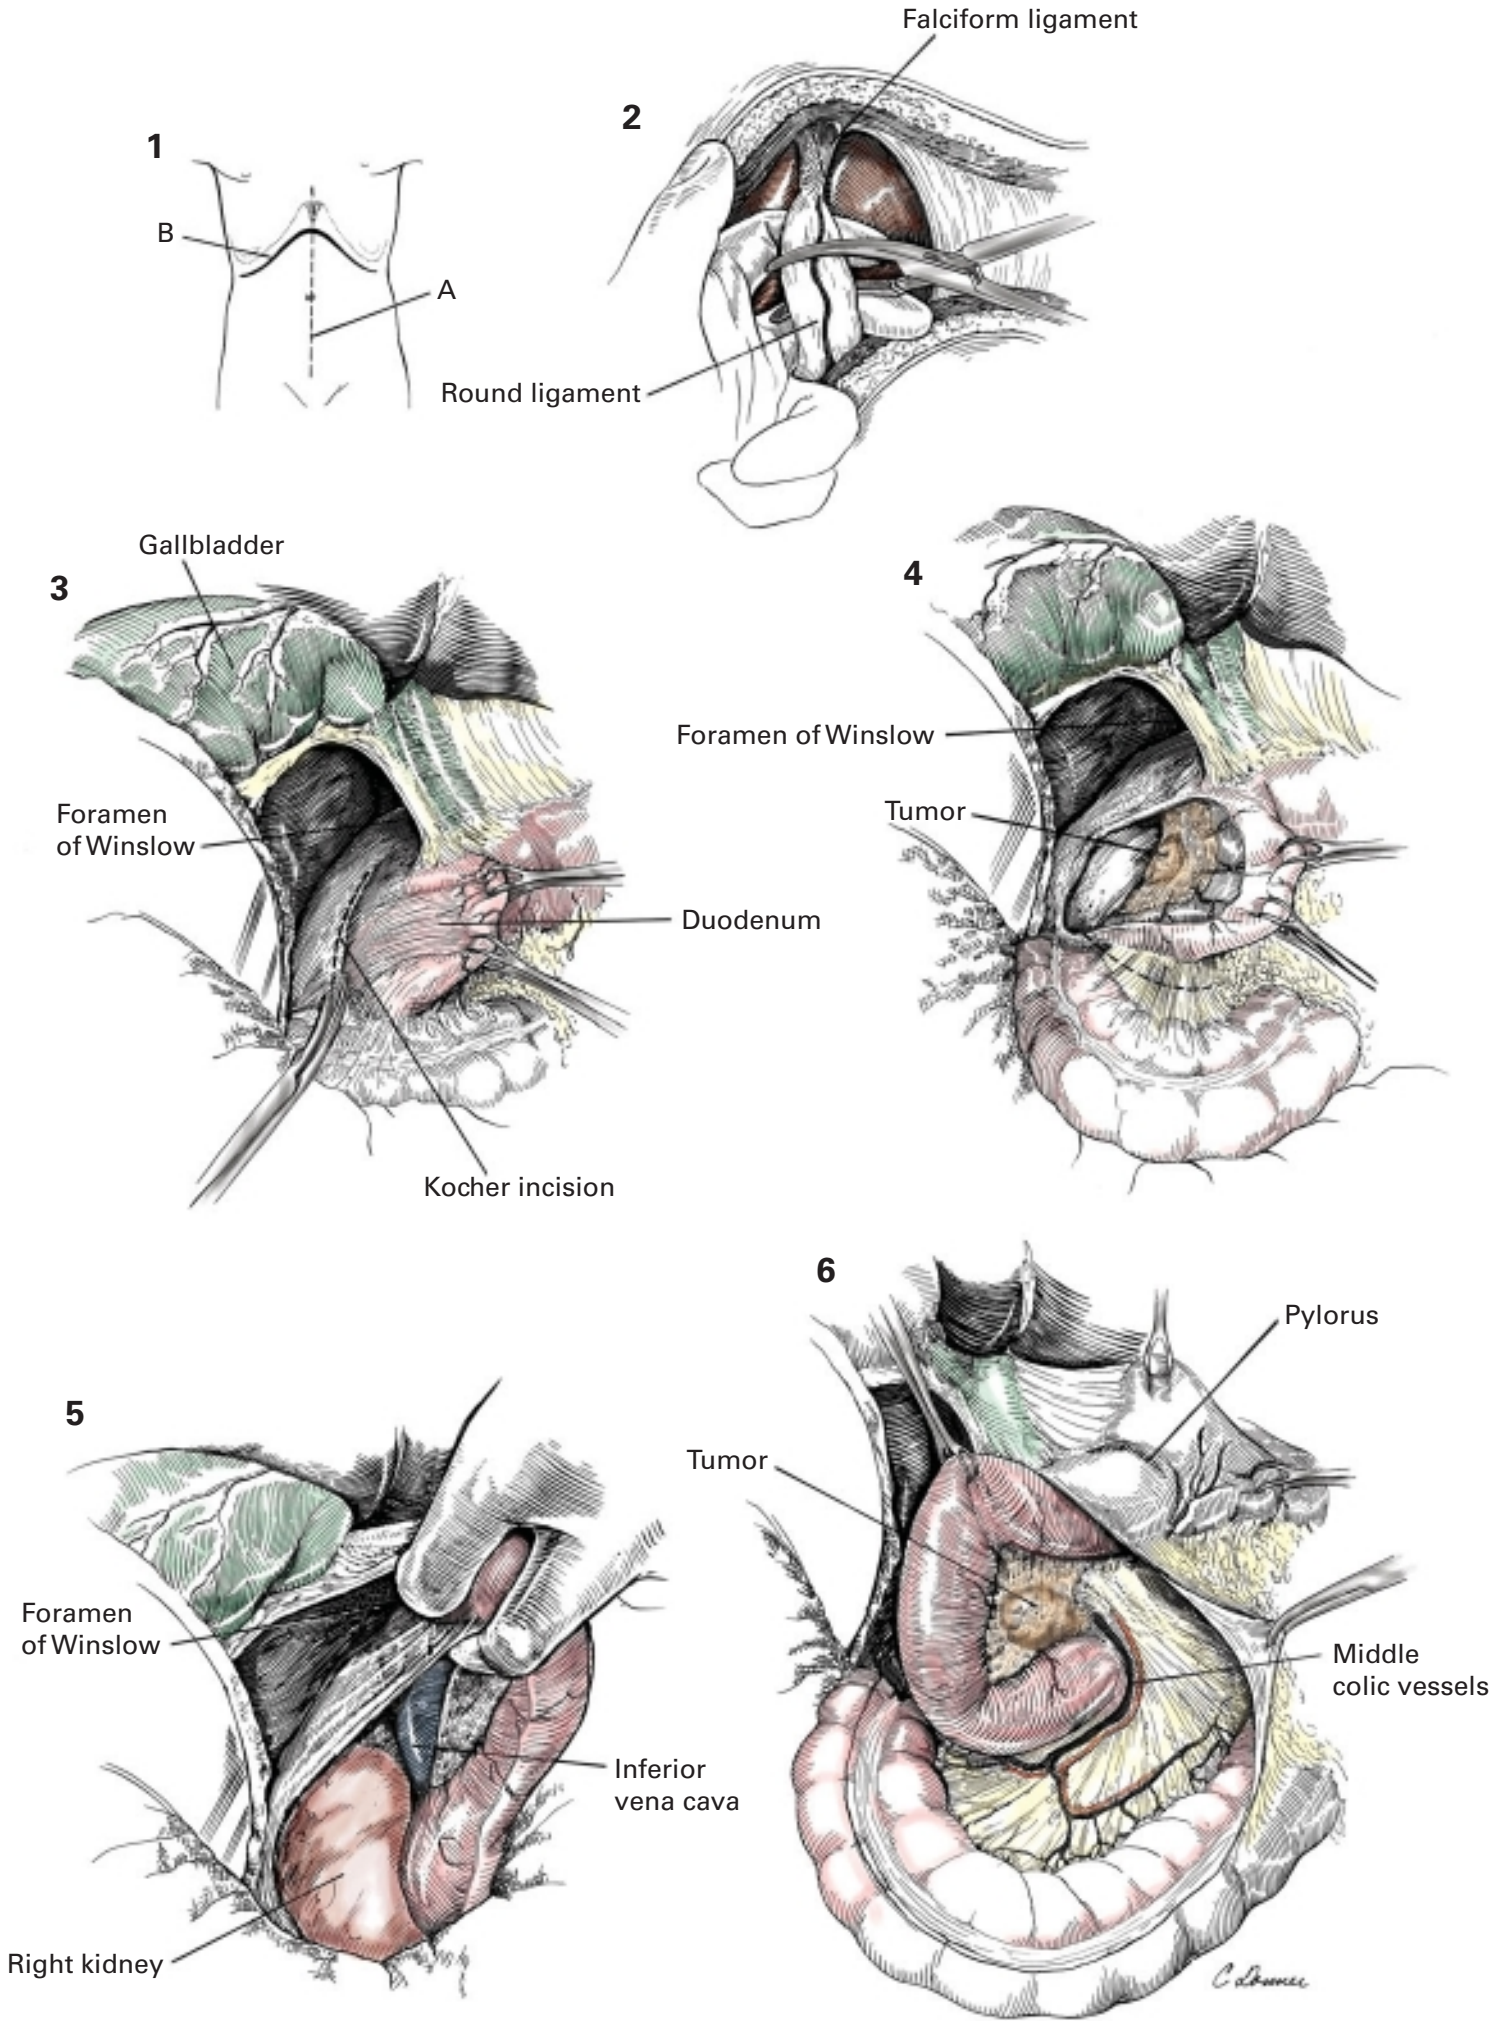 Falciform ligament
2
1
B
A
Round ligament
Gallbladder
3
4
Foramen of Winslow
Foramen
of Winslow
Tumor
Duodenum
Kocher incision
6
Pylorus
5
Tumor
Foramen
of Winslow
Middle
colic vessels
Inferior
vena cava
Right kidney